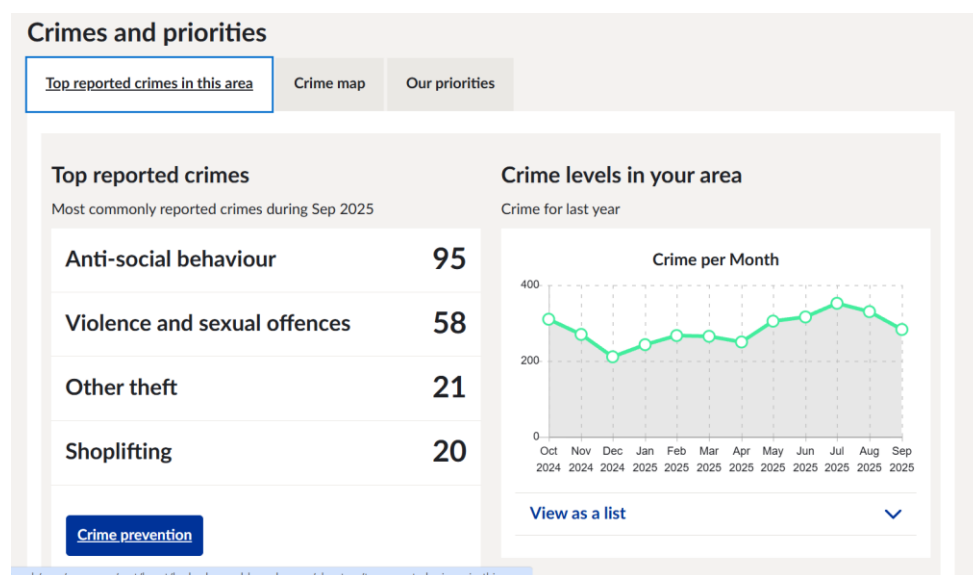 Crimes and priorities
Top reported crimes in this area
Crime map
Our priorities
Top reported crimes
Most commonly reported crimes during Sep 2025
Anti-social behaviour 95
Violence and sexual offences 58
Other theft 21
Shoplifting 20
Crime prevention
Crime levels in your area
Crime for last year
Crime per Month
400
200
0
Oct Nov Dec Jan Feb Mar Apr May Jun Jul Aug Sep
2024 2024 2024 2025 2025 2025 2025 2025 2025 2025 2025 2025
View as a list